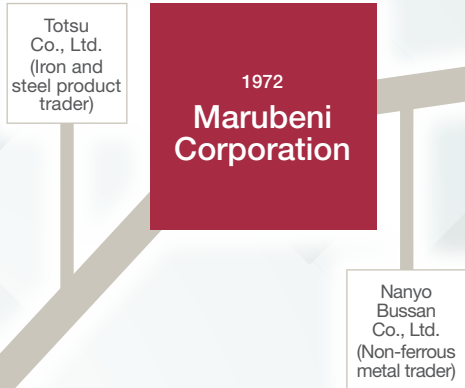 Totsu
Co., Ltd.
(Iron and
steel product
trader)
1972
Marubeni
Corporation
Nanyo
Bussan
Co., Ltd.
(Non-ferrous
metal trader)